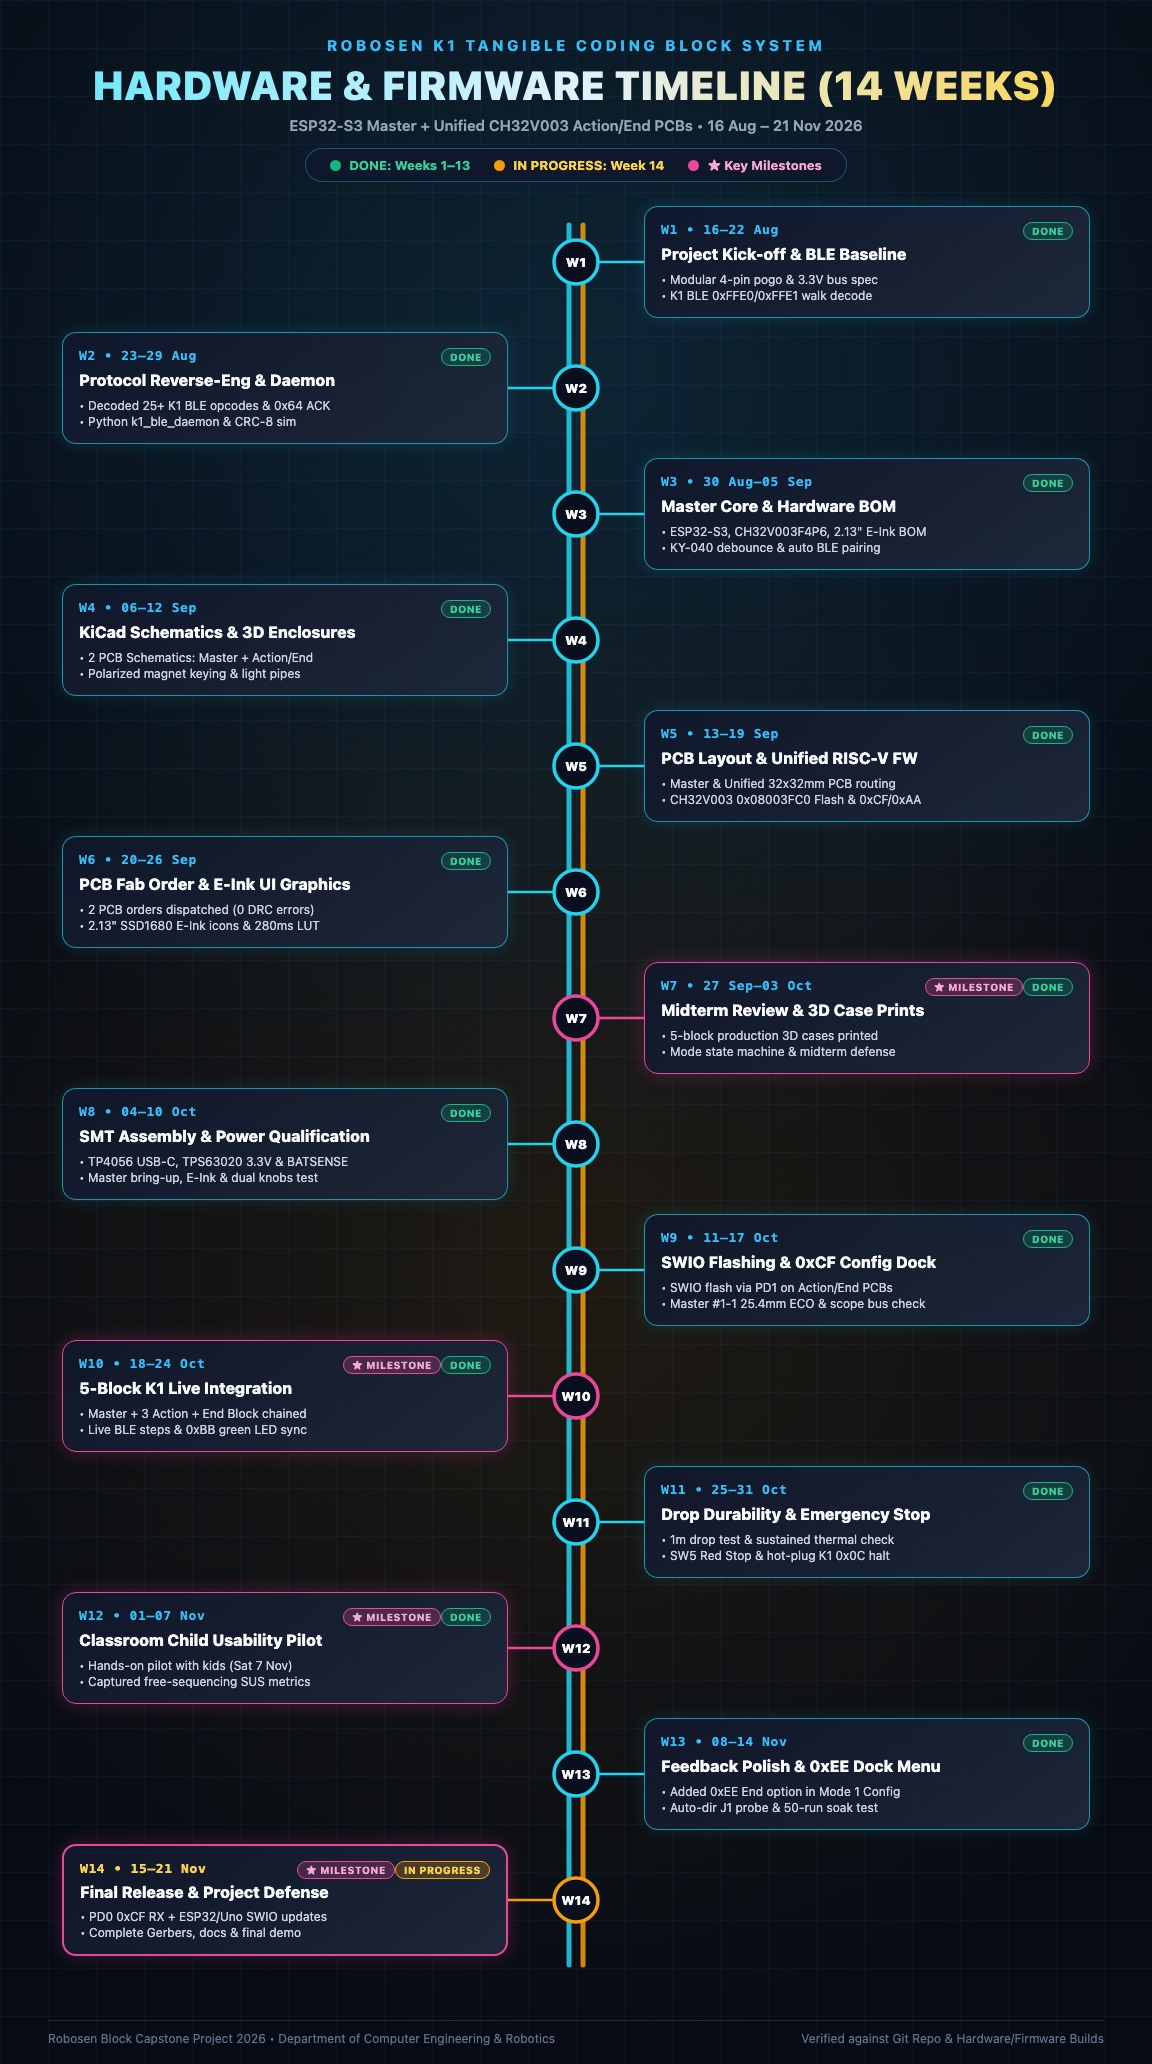 ROBOSEN K1 TANGIBLE CODING BLOCK SYSTEM
HARDWARE & FIRMWARE TIMELINE (14 WEEKS)
ESP32-S3 Master + Unified CH32V003 Action/End PCBs • 16 Aug – 21 Nov 2026
DONE: Weeks 1–13
IN PROGRESS: Week 14
★ Key Milestones
W1
W1 • 16–22 Aug
DONE
Project Kick-off & BLE Baseline
• Modular 4-pin pogo & 3.3V bus spec
• K1 BLE 0xFFE0/0xFFE1 walk decode
W2 • 23–29 Aug
DONE
Protocol Reverse-Eng & Daemon
• Decoded 25+ K1 BLE opcodes & 0x64 ACK
• Python k1_ble_daemon & CRC-8 sim
W2
W3
W3 • 30 Aug–05 Sep
DONE
Master Core & Hardware BOM
• ESP32-S3, CH32V003F4P6, 2.13" E-Ink BOM
• KY-040 debounce & auto BLE pairing
W4 • 06–12 Sep
DONE
KiCad Schematics & 3D Enclosures
• 2 PCB Schematics: Master + Action/End
• Polarized magnet keying & light pipes
W4
W5
W5 • 13–19 Sep
DONE
PCB Layout & Unified RISC-V FW
• Master & Unified 32x32mm PCB routing
• CH32V003 0x08003FC0 Flash & 0xCF/0xAA
W6 • 20–26 Sep
DONE
PCB Fab Order & E-Ink UI Graphics
• 2 PCB orders dispatched (0 DRC errors)
• 2.13" SSD1680 E-Ink icons & 280ms LUT
W6
W7
W7 • 27 Sep–03 Oct
★ MILESTONE
DONE
Midterm Review & 3D Case Prints
• 5-block production 3D cases printed
• Mode state machine & midterm defense
W8 • 04–10 Oct
DONE
SMT Assembly & Power Qualification
• TP4056 USB-C, TPS63020 3.3V & BATSENSE
• Master bring-up, E-Ink & dual knobs test
W8
W9
W9 • 11–17 Oct
DONE
SWIO Flashing & 0xCF Config Dock
• SWIO flash via PD1 on Action/End PCBs
• Master #1-1 25.4mm ECO & scope bus check
W10 • 18–24 Oct
★ MILESTONE
DONE
5-Block K1 Live Integration
• Master + 3 Action + End Block chained
• Live BLE steps & 0xBB green LED sync
W10
W11
W11 • 25–31 Oct
DONE
Drop Durability & Emergency Stop
• 1m drop test & sustained thermal check
• SW5 Red Stop & hot-plug K1 0x0C halt
W12 • 01–07 Nov
★ MILESTONE
DONE
Classroom Child Usability Pilot
• Hands-on pilot with kids (Sat 7 Nov)
• Captured free-sequencing SUS metrics
W12
W13
W13 • 08–14 Nov
DONE
Feedback Polish & 0xEE Dock Menu
• Added 0xEE End option in Mode 1 Config
• Auto-dir J1 probe & 50-run soak test
W14 • 15–21 Nov
★ MILESTONE
IN PROGRESS
Final Release & Project Defense
• PD0 0xCF RX + ESP32/Uno SWIO updates
• Complete Gerbers, docs & final demo
W14
Robosen Block Capstone Project 2026 • Department of Computer Engineering & Robotics
Verified against Git Repo & Hardware/Firmware Builds